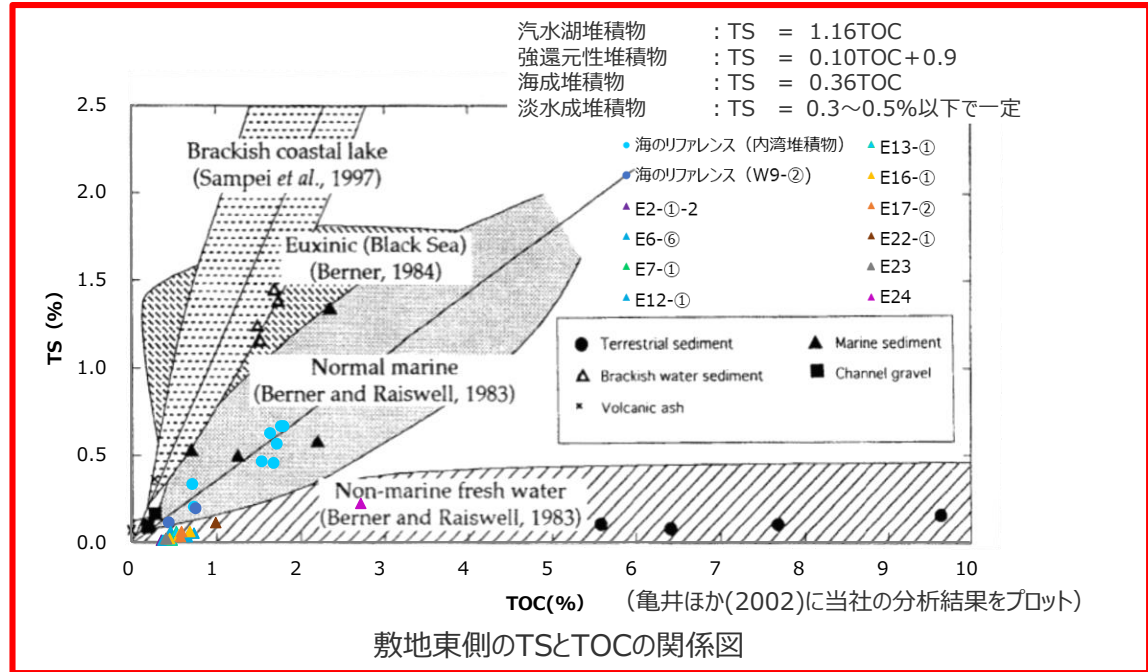 汽水湖堆積物 : TS = 1.16TOC
強還元性堆積物 : TS = 0.10TOC+0.9
海成堆積物 : TS = 0.36TOC
淡水成堆積物 : TS = 0.3~0.5%以下で一定
2.5
2.0
1.5
1.0
0.5
0.0
TS (%)
Brackish coastal lake
(Sampei et al., 1997)
Euxinic (Black Sea)
(Berner, 1984)
Normal marine
(Berner and Raiswell, 1983)
Non-marine fresh water
(Berner and Raiswell, 1983)
海のリファレンス(内湾堆積物)
海のリファレンス(W9-②)
E2-①-2
E6-⑥
E7-①
E12-①
E13-①
E16-①
E17-②
E22-①
E23
E24
Terrestrial sediment
Marine sediment
Brackish water sediment
Channel gravel
Volcanic ash
0 1 2 3 4 5 6 7 8 9 10
TOC(%) (亀井ほか(2002)に当社の分析結果をプロット)
敷地東側のTSとTOCの関係図